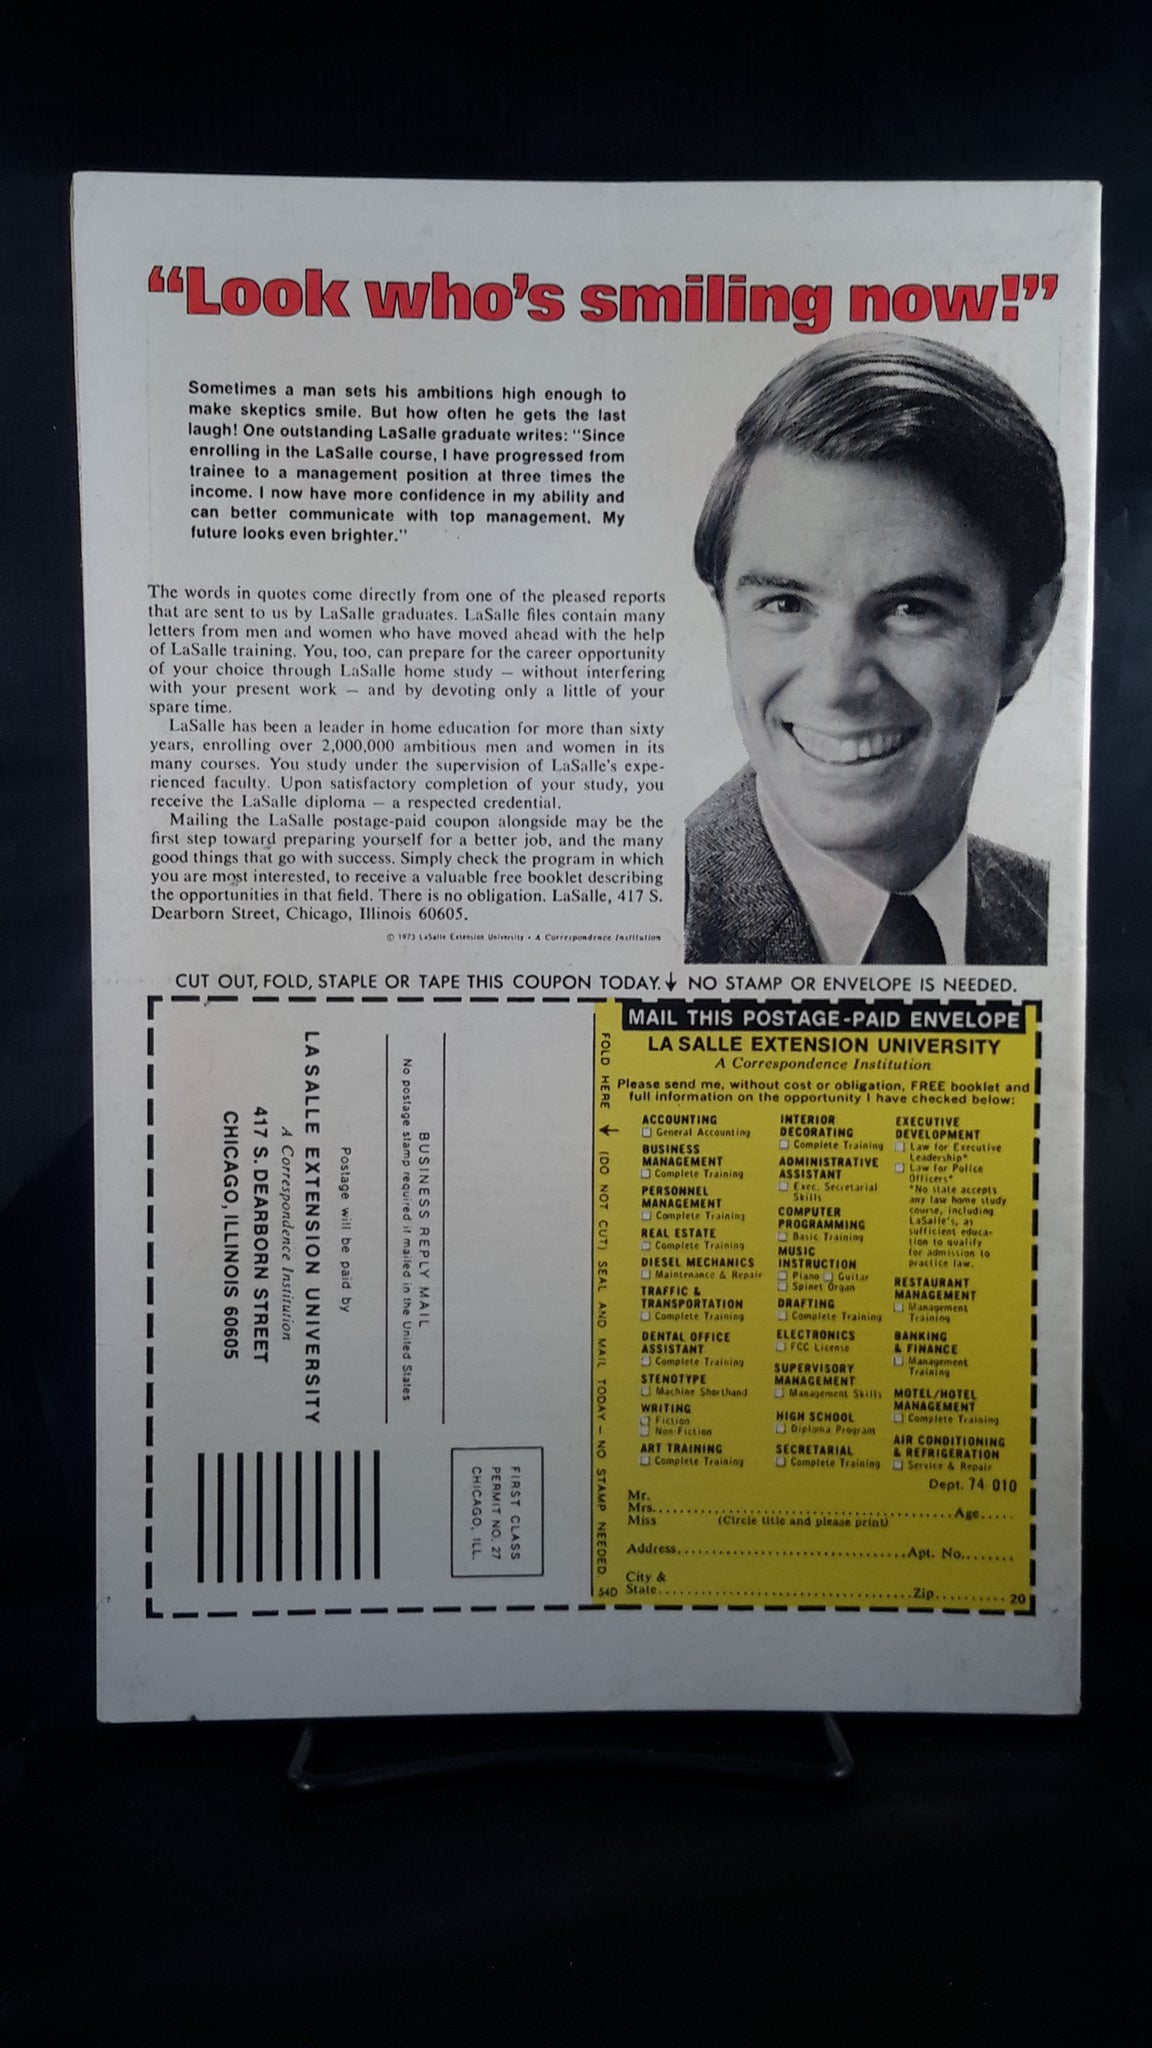 “Look who’s smiling now!”
Sometimes a man sets his ambitions high enough to
make skeptics smile. But how often he gets the last
laugh! One outstanding LaSalle graduate writes: "Since
enrolling in the LaSalle course, I have progressed from
trainee to a management position at three times the
income. I now have more confidence in my ability and
can better communicate with top management. My
future looks even brighter."
The words in quotes come directly from one of the pleased reports
that are sent to us by LaSalle graduates. LaSalle files contain many
letters from men and women who have moved ahead with the help
of LaSalle training. You, too, can prepare for the career opportunity
of your choice through LaSalle home study — without interfering
with your present work — and by devoting only a little of your
spare time.
LaSalle has been a leader in home education for more than sixty
years, enrolling over 2,000,000 ambitious men and women in its
many courses. You study under the supervision of LaSalle's expe-
rienced faculty. Upon satisfactory completion of your study, you
receive the LaSalle diploma — a respected credential.
Mailing the LaSalle postage-paid coupon alongside may be the
first step toward preparing yourself for a better job, and the many
good things that go with success. Simply check the program in which
you are most interested, to receive a valuable free booklet describing
the opportunities in that field. There is no obligation. LaSalle, 417 S.
Dearborn Street, Chicago, Illinois 60605.
© 1973 LaSalle Extension University • A Correspondence Institution
CUT OUT, FOLD, STAPLE OR TAPE THIS COUPON TODAY. ↓ NO STAMP OR ENVELOPE IS NEEDED.
BUSINESS REPLY MAIL
No postage stamp required if mailed in the United States
Postage will be paid by
LA SALLE EXTENSION UNIVERSITY
A Correspondence Institution
417 S. DEARBORN STREET
CHICAGO, ILLINOIS 60605
FIRST CLASS
PERMIT NO. 27
CHICAGO, ILL.
FOLD HERE → (DO NOT CUT) SEAL AND MAIL TODAY — NO STAMP NEEDED.
S4D
MAIL THIS POSTAGE-PAID ENVELOPE
LA SALLE EXTENSION UNIVERSITY
A Correspondence Institution
Please send me, without cost or obligation, FREE booklet and
full information on the opportunity I have checked below:
ACCOUNTING
☐ General Accounting
BUSINESS
MANAGEMENT
☐ Complete Training
PERSONNEL
MANAGEMENT
☐ Complete Training
REAL ESTATE
☐ Complete Training
DIESEL MECHANICS
☐ Maintenance & Repair
TRAFFIC &
TRANSPORTATION
☐ Complete Training
DENTAL OFFICE
ASSISTANT
☐ Complete Training
STENOTYPE
☐ Machine Shorthand
WRITING
☐ Fiction
☐ Non-Fiction
ART TRAINING
☐ Complete Training
INTERIOR
DECORATING
☐ Complete Training
ADMINISTRATIVE
ASSISTANT
☐ Exec. Secretarial
Skills
COMPUTER
PROGRAMMING
☐ Basic Training
MUSIC
INSTRUCTION
☐ Piano ☐ Guitar
☐ Spinet Organ
DRAFTING
☐ Complete Training
ELECTRONICS
☐ FCC License
SUPERVISORY
MANAGEMENT
☐ Management Skills
HIGH SCHOOL
☐ Diploma Program
SECRETARIAL
☐ Complete Training
EXECUTIVE
DEVELOPMENT
☐ Law for Executive
Leadership*
☐ Law for Police
Officers*
*No state accepts
any law home study
course, including
LaSalle's, as
sufficient educa-
tion to qualify
for admission to
practice law.
RESTAURANT
MANAGEMENT
☐ Management
Training
BANKING
& FINANCE
☐ Management
Training
MOTEL/HOTEL
MANAGEMENT
☐ Complete Training
AIR CONDITIONING
& REFRIGERATION
☐ Service & Repair
Dept. 74-010
Mr.
Mrs. Age
Miss (Circle title and please print)
Address Apt. No.
City &
State Zip 20